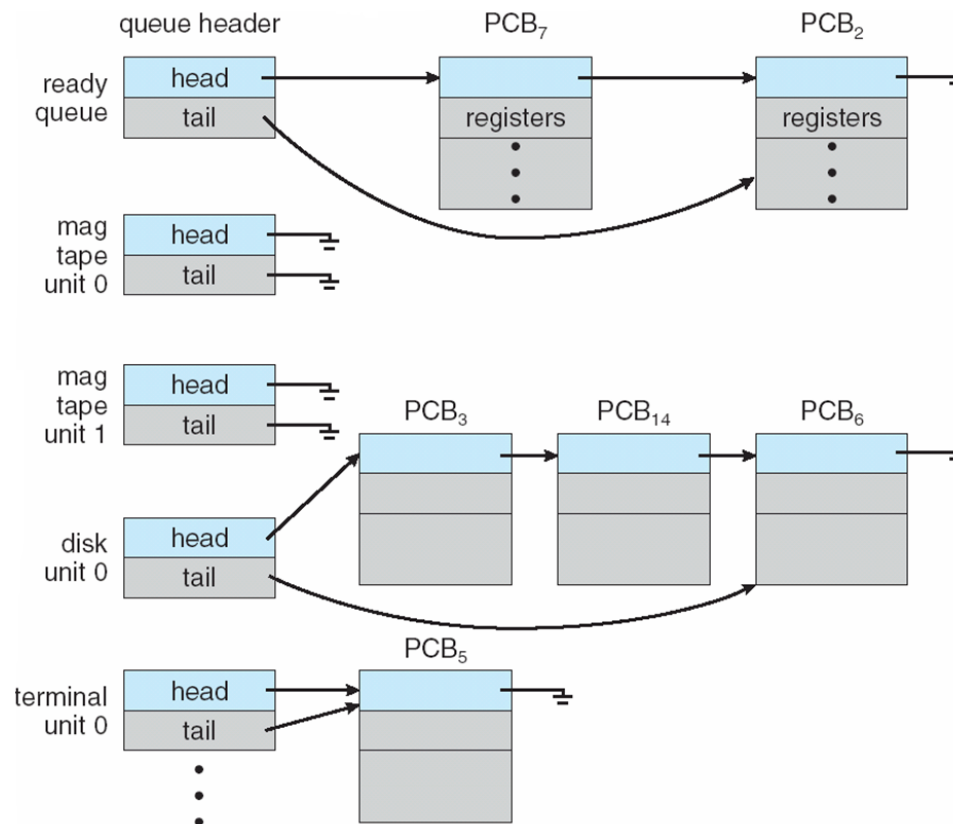 queue header
PCB₇
PCB₂
ready
queue
head
tail
registers
registers
mag
tape
unit 0
head
tail
mag
tape
unit 1
head
tail
PCB₃
PCB₁₄
PCB₆
disk
unit 0
head
tail
PCB₅
terminal
unit 0
head
tail